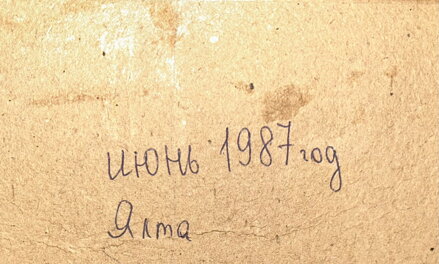 июнь 1987 год
Ялта